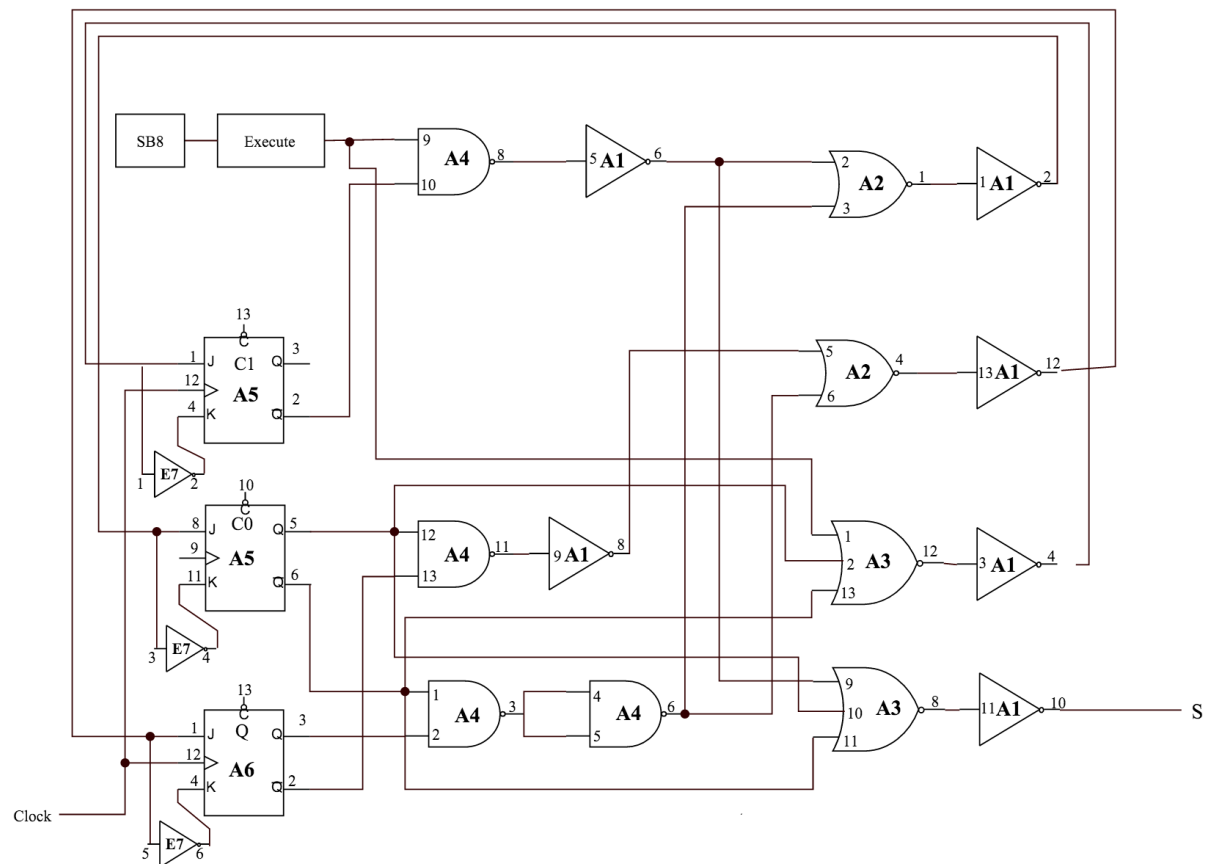 SB8 Execute
9 10 A4 8
5 A1 6
2 3 A2 1
1 A1 2
13
C
1 J C1 Q 3
12 A5
4 K Q 2
1 E7 2
5 6 A2 4
13 A1 12
10
C
8 J C0 Q 5
9 A5
11 K Q 6
3 E7 4
12 13 A4 11
9 A1 8
1 2 13 A3 12
3 A1 4
13
C
1 J Q Q 3
12 A6
4 K Q 2
Clock
5 E7 6
1 2 A4 3
4 5 A4 6
9 10 11 A3 8
11 A1 10
S